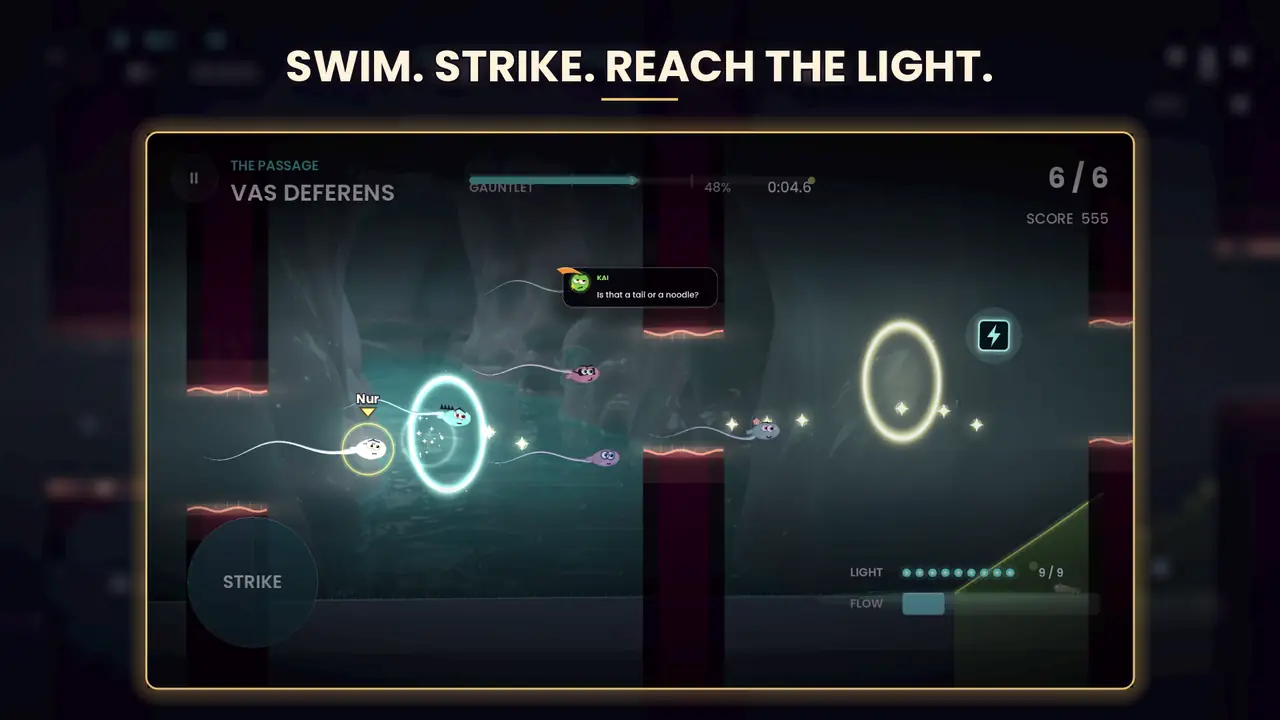 SWIM. STRIKE. REACH THE LIGHT.
THE PASSAGE
VAS DEFERENS
GAUNTLET
48%
0:04.6
6 / 6
SCORE 555
KAI
Is that a tail or a noodle?
Nur
STRIKE
LIGHT
9 / 9
FLOW